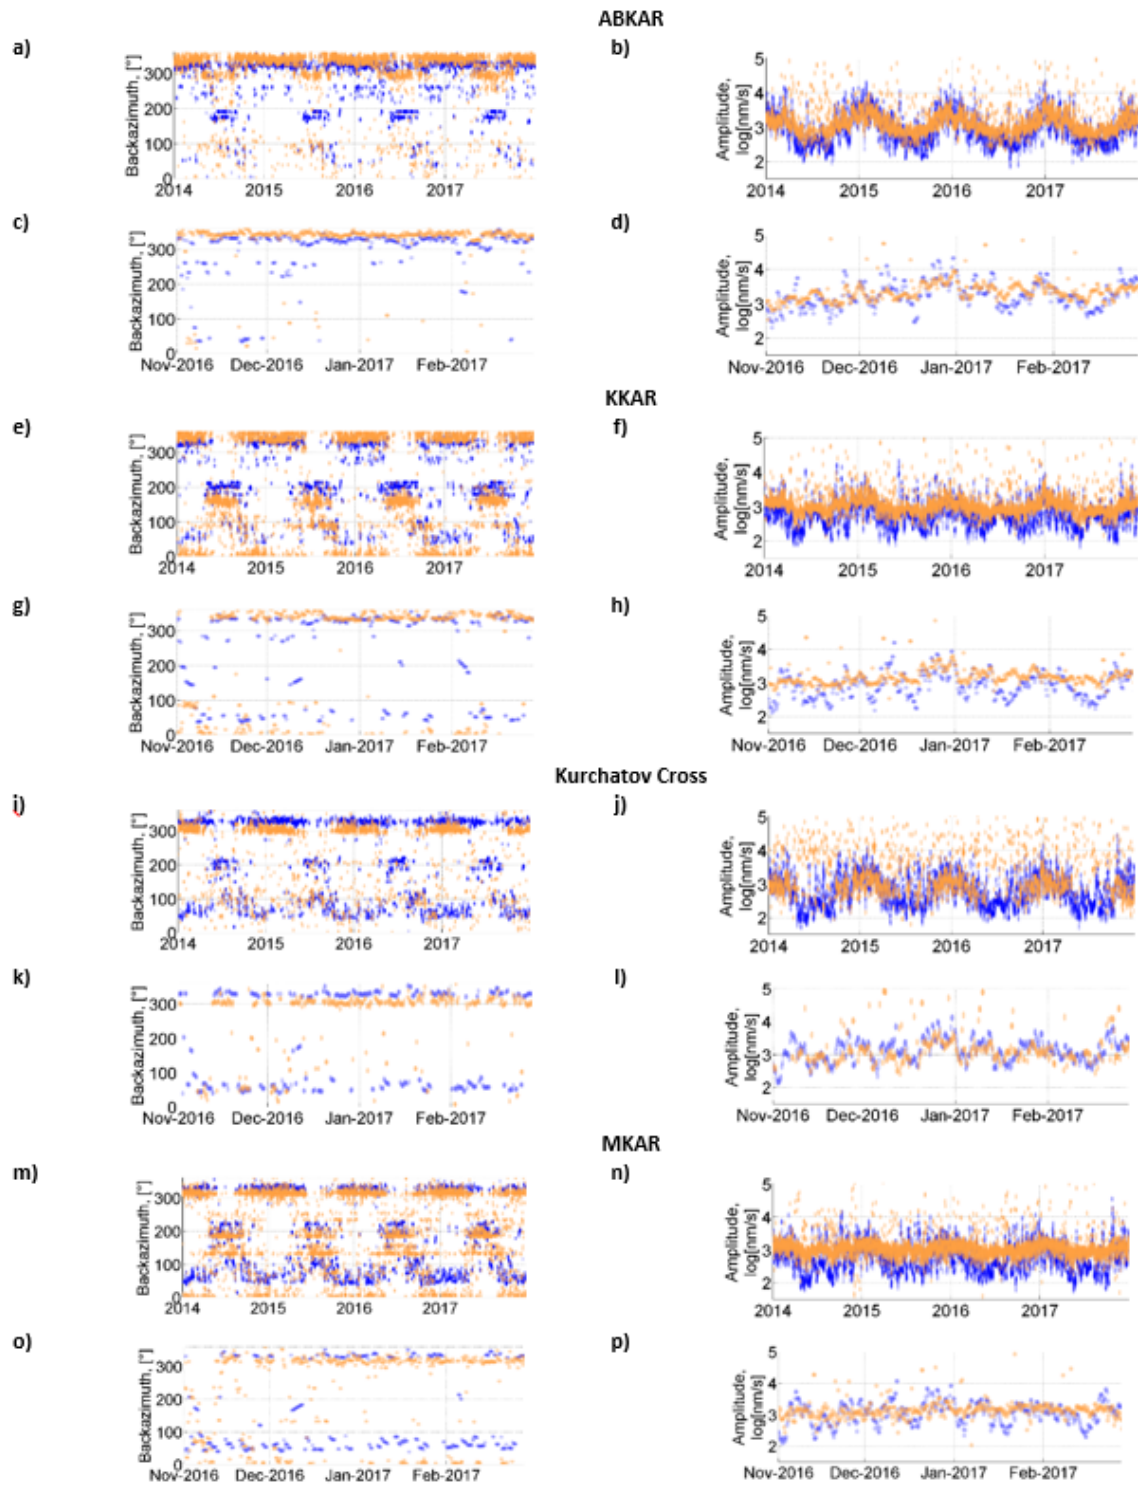 ABKAR
a)
Backazimuth, [°]
300
200
100
0
2014 2015 2016 2017
b)
Amplitude,
log[nm/s]
5
4
3
2
2014 2015 2016 2017
c)
Backazimuth, [°]
300
200
100
0
Nov-2016 Dec-2016 Jan-2017 Feb-2017
d)
Amplitude,
log[nm/s]
5
4
3
2
Nov-2016 Dec-2016 Jan-2017 Feb-2017
KKAR
e)
Backazimuth, [°]
300
200
100
0
2014 2015 2016 2017
f)
Amplitude,
log[nm/s]
5
4
3
2
2014 2015 2016 2017
g)
Backazimuth, [°]
300
200
100
0
Nov-2016 Dec-2016 Jan-2017 Feb-2017
h)
Amplitude,
log[nm/s]
5
4
3
2
Nov-2016 Dec-2016 Jan-2017 Feb-2017
Kurchatov Cross
i)
Backazimuth, [°]
300
200
100
0
2014 2015 2016 2017
j)
Amplitude,
log[nm/s]
5
4
3
2
2014 2015 2016 2017
k)
Backazimuth, [°]
300
200
100
0
Nov-2016 Dec-2016 Jan-2017 Feb-2017
l)
Amplitude,
log[nm/s]
5
4
3
2
Nov-2016 Dec-2016 Jan-2017 Feb-2017
MKAR
m)
Backazimuth, [°]
300
200
100
0
2014 2015 2016 2017
n)
Amplitude,
log[nm/s]
5
4
3
2
2014 2015 2016 2017
o)
Backazimuth, [°]
300
200
100
0
Nov-2016 Dec-2016 Jan-2017 Feb-2017
p)
Amplitude,
log[nm/s]
5
4
3
2
Nov-2016 Dec-2016 Jan-2017 Feb-2017